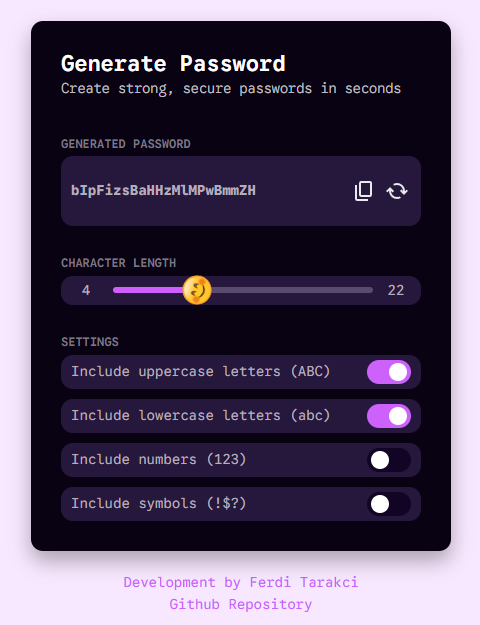 Generate Password
Create strong, secure passwords in seconds
GENERATED PASSWORD
bIpFizsBaHHzMlMPwBmmZH
CHARACTER LENGTH
4 22
SETTINGS
Include uppercase letters (ABC)
Include lowercase letters (abc)
Include numbers (123)
Include symbols (!$?)
Development by Ferdi Tarakci
Github Repository